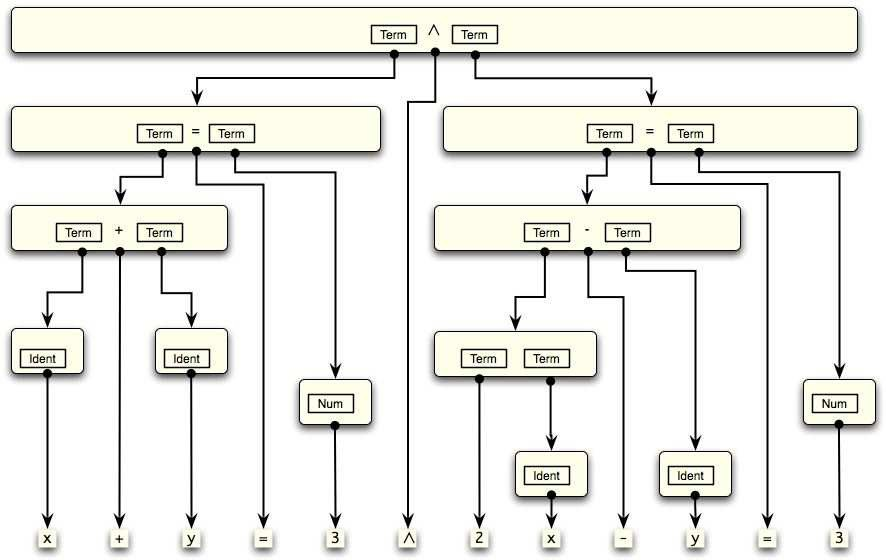 Term ∧ Term
Term = Term Term = Term
Term + Term Term - Term
Ident Ident Term Term
Num Num
Ident Ident
x + y = 3 ∧ 2 x - y = 3